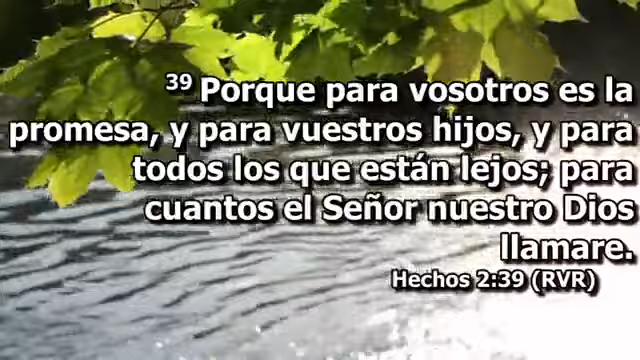 39 Porque para vosotros es la
promesa, y para vuestros hijos, y para
todos los que están lejos; para
cuantos el Señor nuestro Dios
llamare.
Hechos 2:39 (RVR)